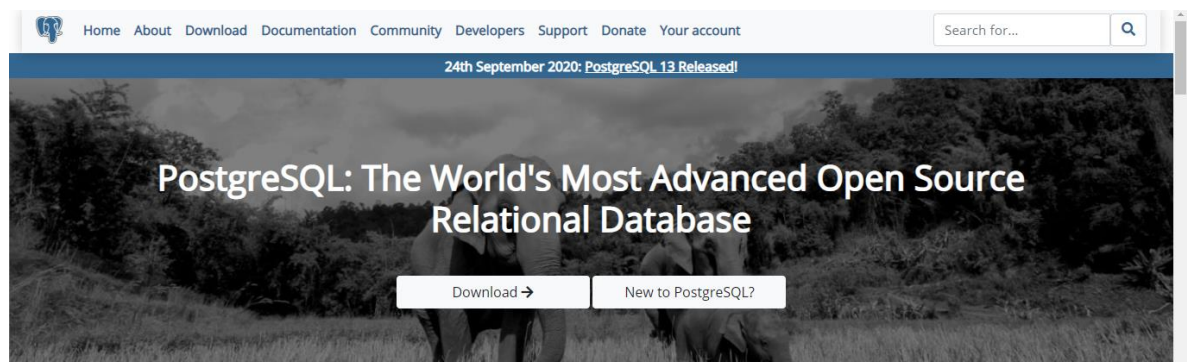 Home About Download Documentation Community Developers Support Donate Your account Search for...
24th September 2020: PostgreSQL 13 Released!
PostgreSQL: The World's Most Advanced Open Source
Relational Database
Download → New to PostgreSQL?